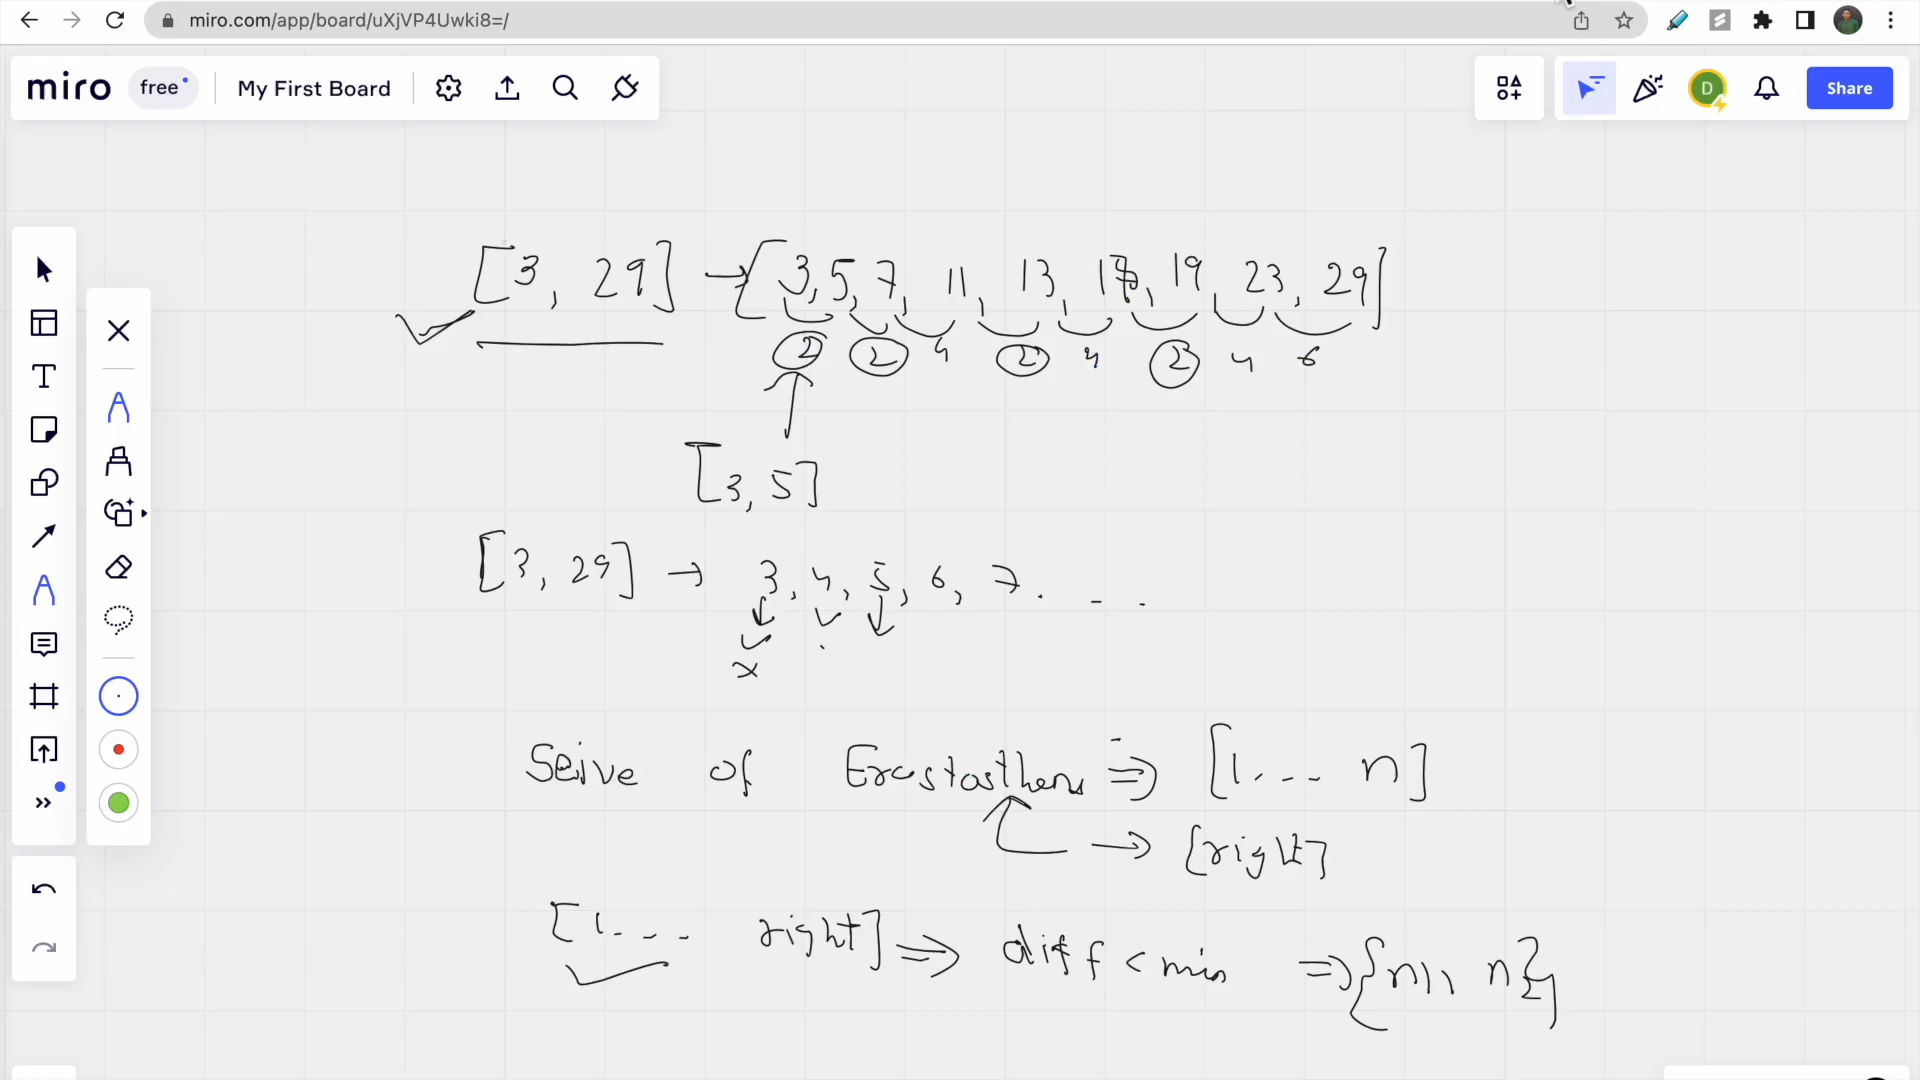 miro.com/app/board/uXjVP4Uwki8=/
miro free My First Board D Share
[3, 29] → [3, 5, 7, 11, 13, 17, 19, 23, 29]
2 2 4 2 4 2 4 6
[3, 5]
[3, 29] → 3, 4, 5, 6, 7. - .
x
Seive of Erastosthens ⇒ [1... n]
→ [right]
[1... right] ⇒ diff < min ⇒ {n1, n}
T